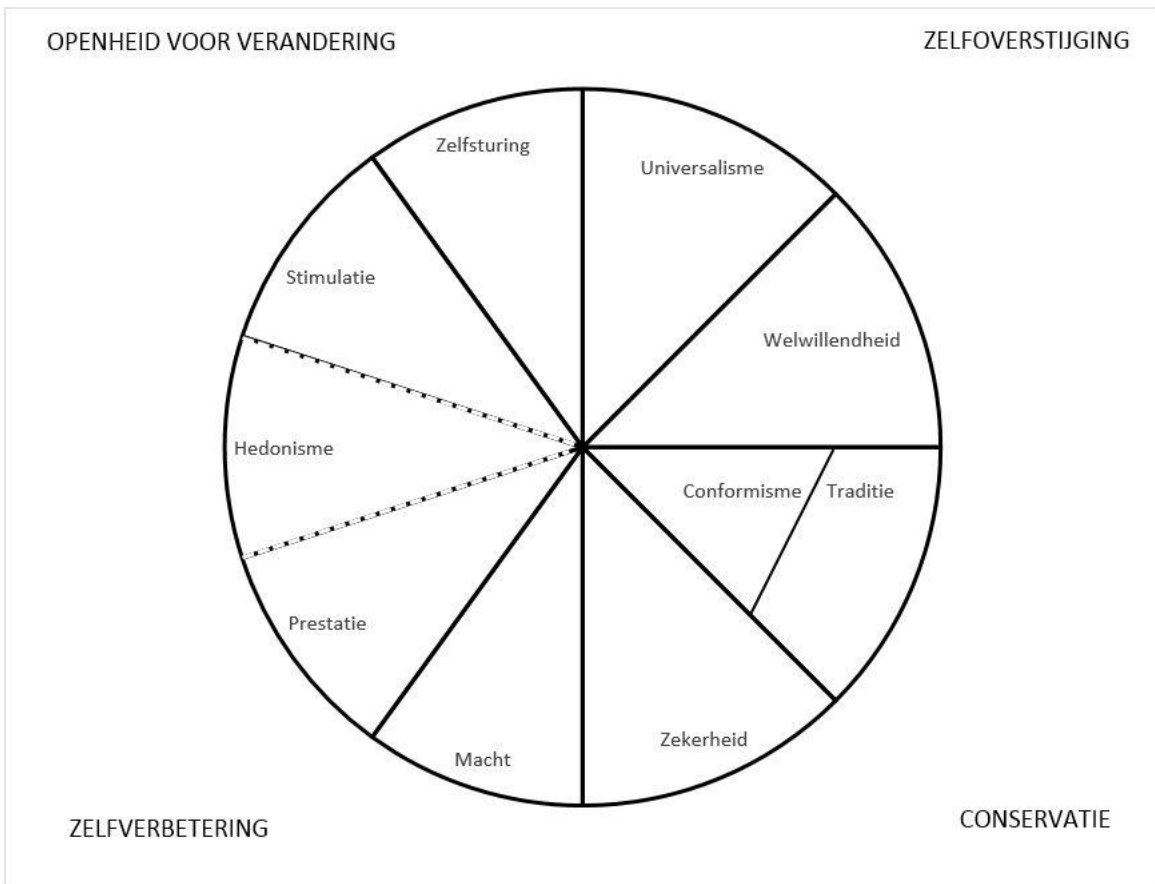 OPENHEID VOOR VERANDERING
ZELFOVERSTIJGING
Zelfsturing
Universalisme
Stimulatie
Welwillendheid
Hedonisme
Conformisme
Traditie
Prestatie
Zekerheid
Macht
ZELFVERBETERING
CONSERVATIE